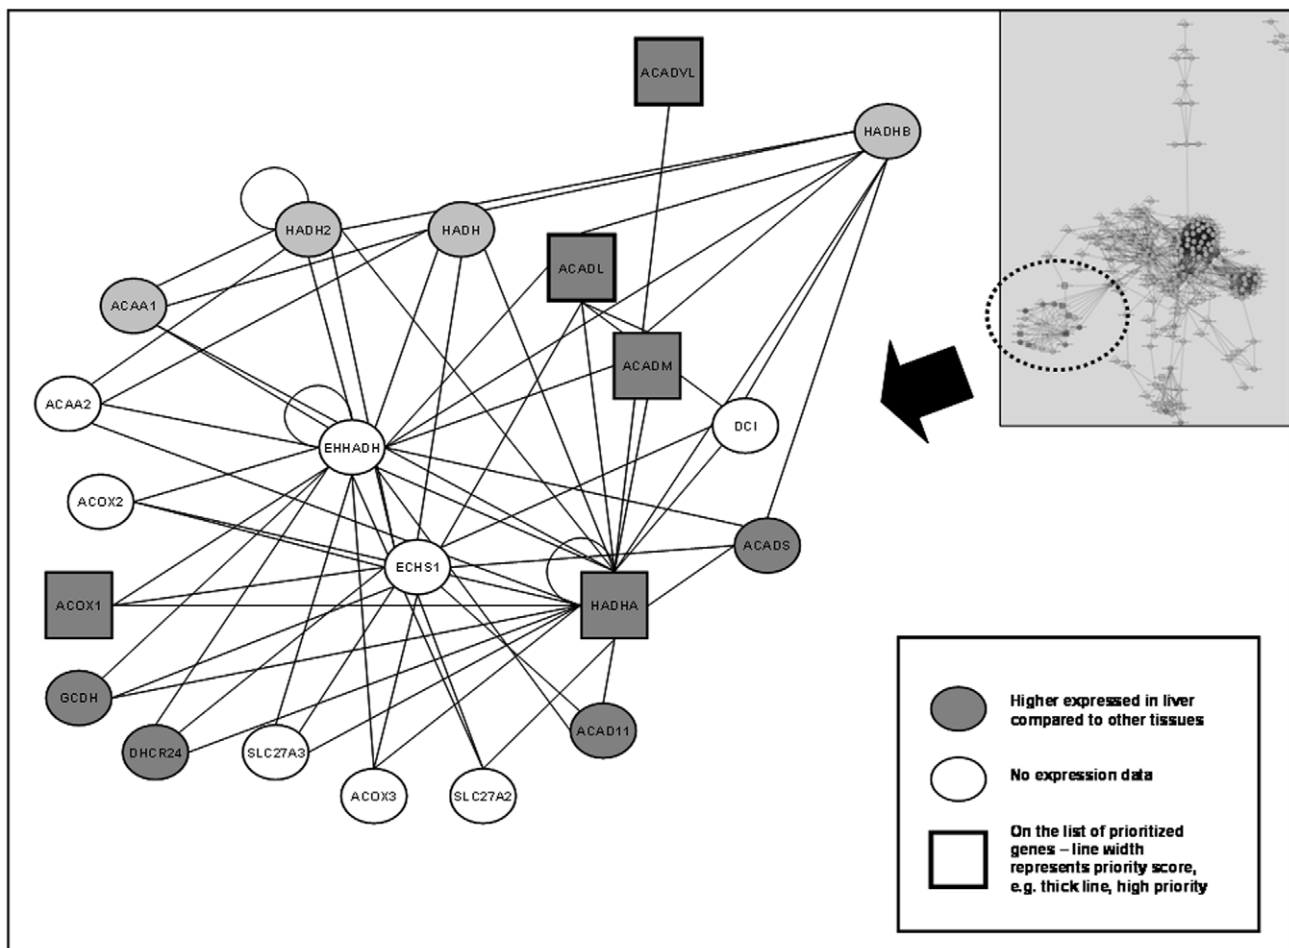 ACADVL
HADHB
HADH2
HADH
ACADL
ACAA1
ACADM
ACAA2
DCI
EHHADH
ACOX2
ACADS
ECHS1
ACOX1
HADHA
GCDH
ACAD11
DHCR24
SLC27A3
ACOX3
SLC27A2
Higher expressed in liver
compared to other tissues
No expression data
On the list of prioritized
genes – line width
represents priority score,
e.g. thick line, high priority